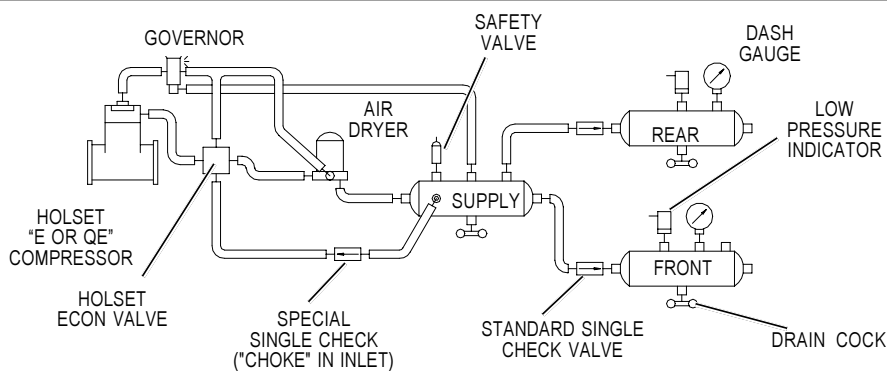 GOVERNOR
SAFETY
VALVE
DASH
GAUGE
AIR
DRYER
REAR
LOW
PRESSURE
INDICATOR
SUPPLY
HOLSET
"E OR QE"
COMPRESSOR
FRONT
HOLSET
ECON VALVE
SPECIAL
SINGLE CHECK
("CHOKE" IN INLET)
STANDARD SINGLE
CHECK VALVE
DRAIN COCK